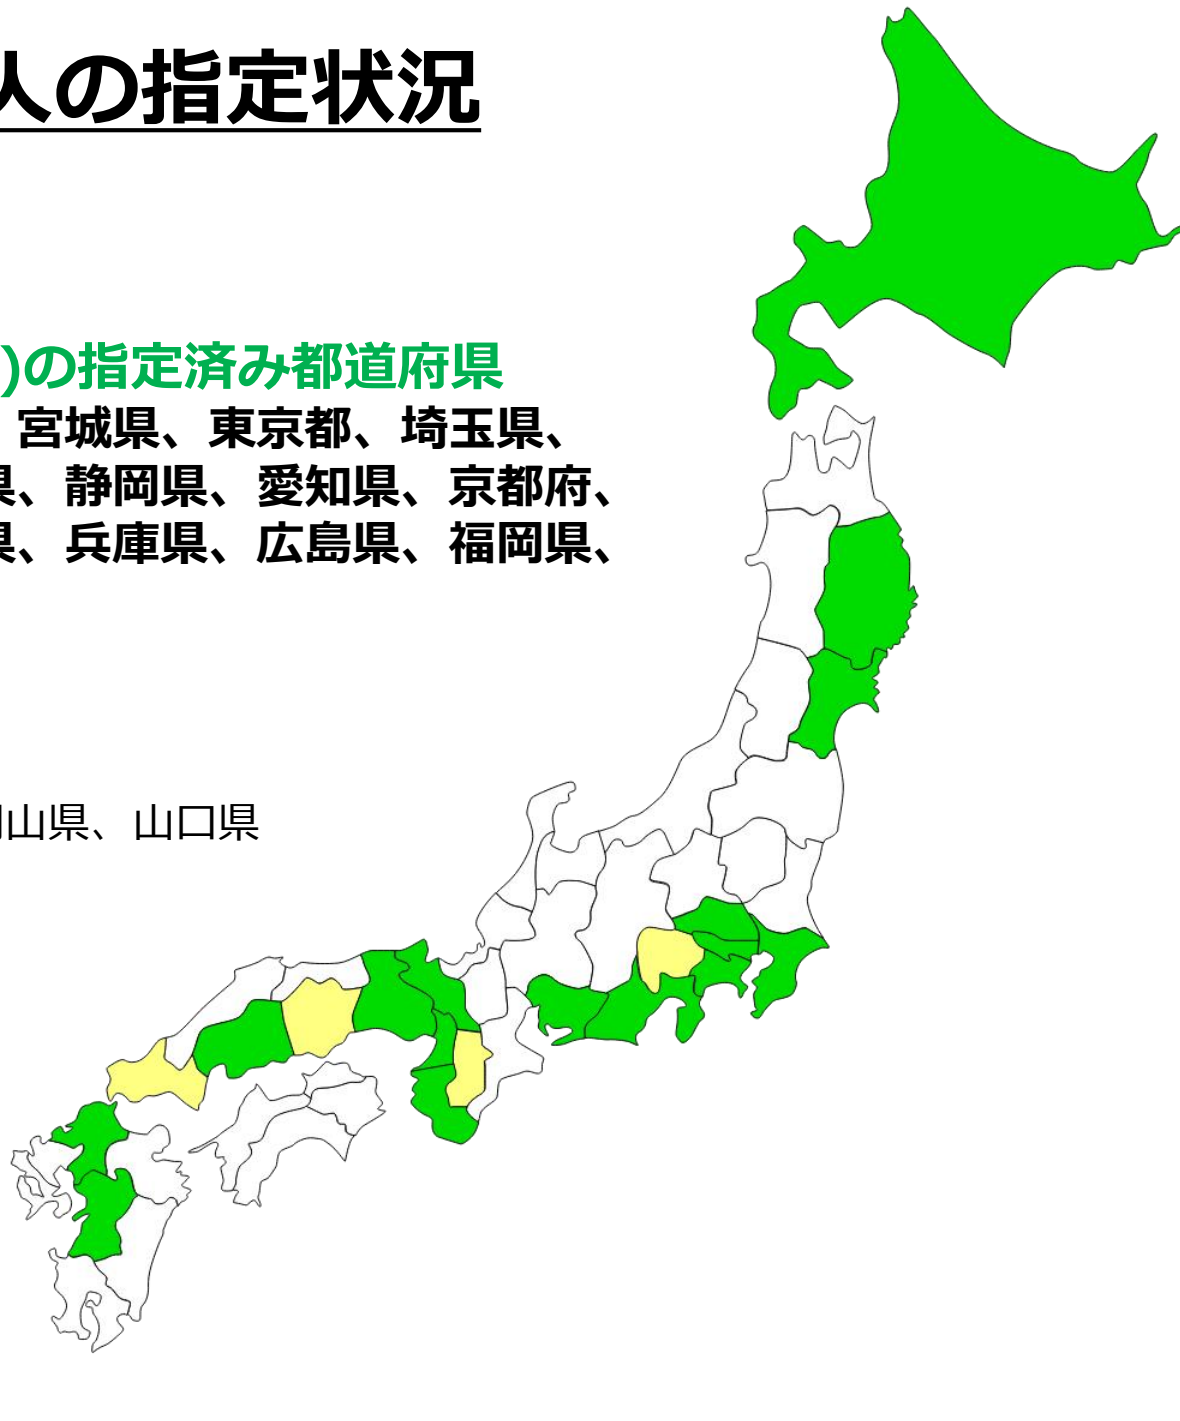 人の指定状況
)の指定済み都道府県
宮城県、東京都、埼玉県、
県、静岡県、愛知県、京都府、
県、兵庫県、広島県、福岡県、
山県、山口県